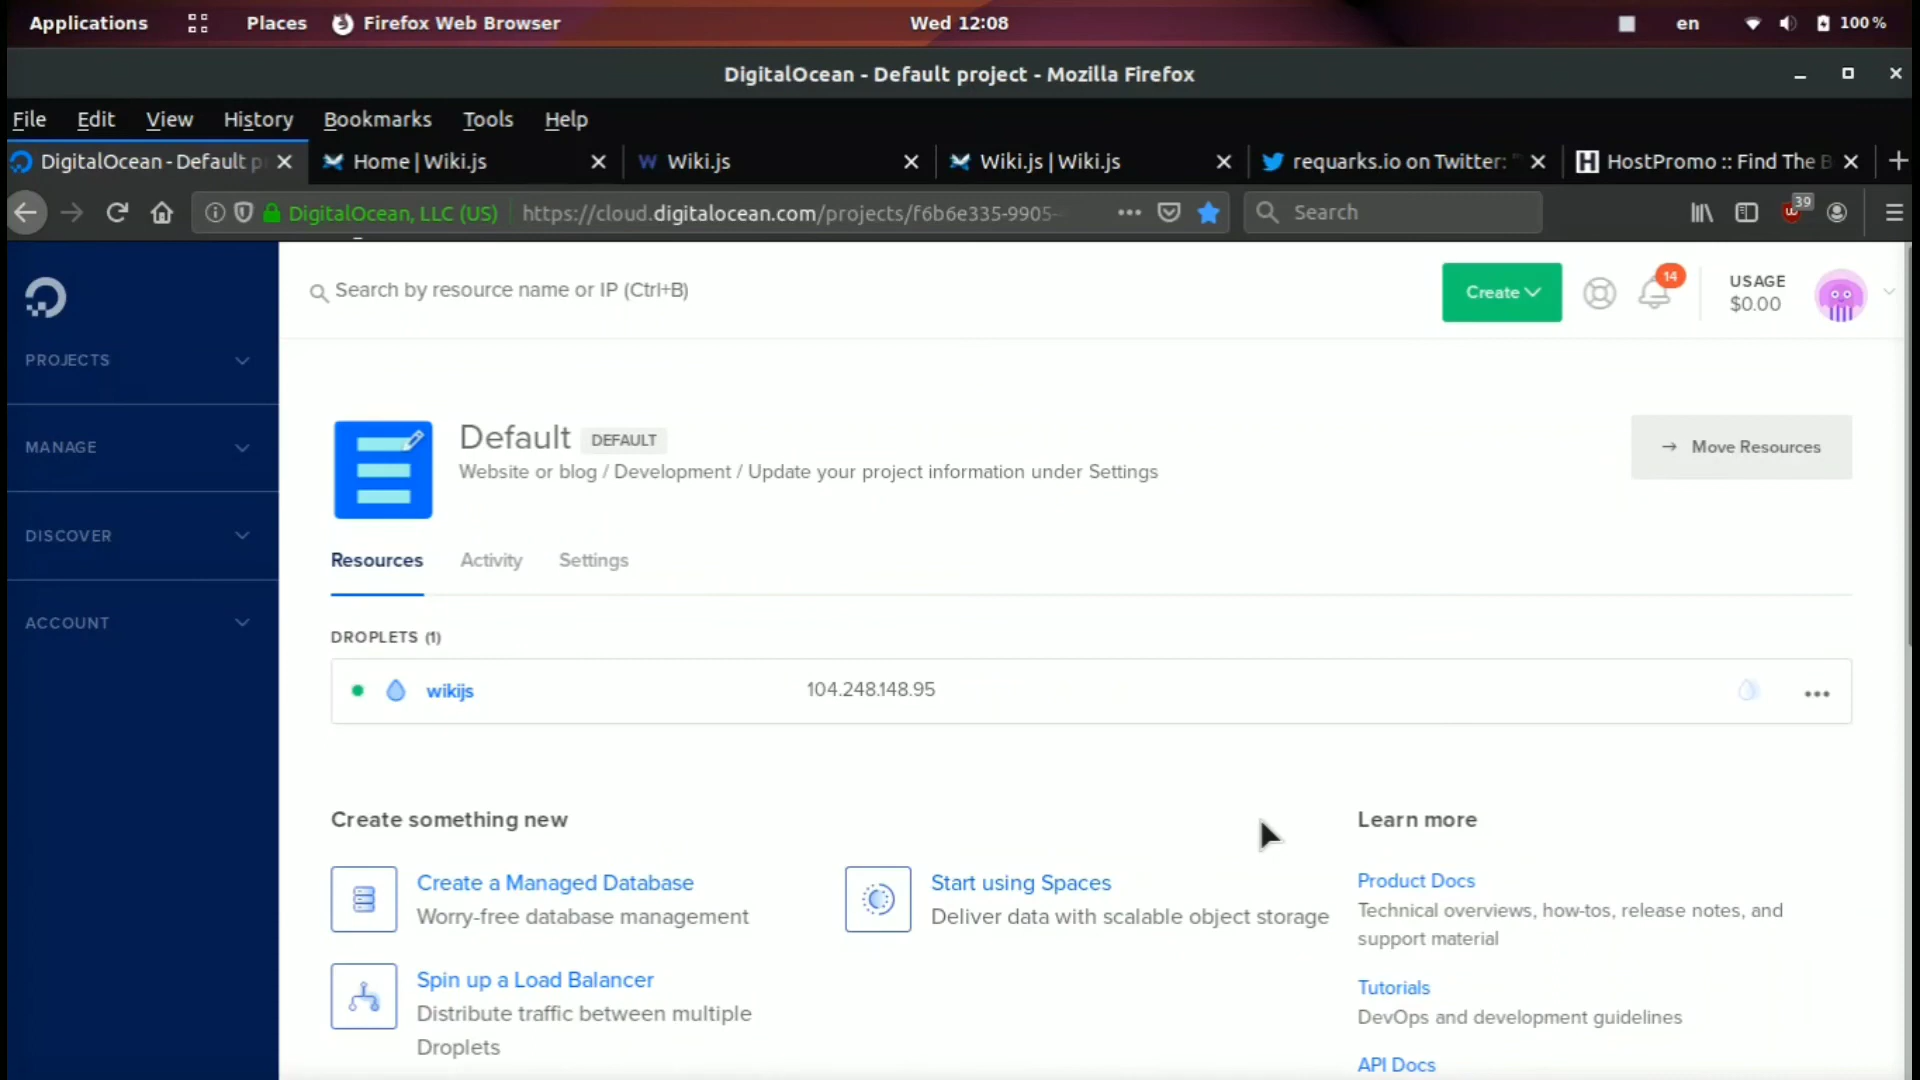 Applications Places Firefox Web Browser Wed 12:08 en 100 %
DigitalOcean - Default project - Mozilla Firefox
File Edit View History Bookmarks Tools Help
DigitalOcean - Default p Home | Wiki.js Wiki.js Wiki.js | Wiki.js requarks.io on Twitter: " HostPromo :: Find The B
DigitalOcean, LLC (US) https://cloud.digitalocean.com/projects/f6b6e335-9905- Search 39
Search by resource name or IP (Ctrl+B)
Create
14
USAGE
$0.00
PROJECTS
MANAGE
DISCOVER
ACCOUNT
Default DEFAULT
Website or blog / Development / Update your project information under Settings
→ Move Resources
Resources Activity Settings
DROPLETS (1)
wikijs 104.248.148.95
Create something new
Create a Managed Database
Worry-free database management
Start using Spaces
Deliver data with scalable object storage
Spin up a Load Balancer
Distribute traffic between multiple
Droplets
Learn more
Product Docs
Technical overviews, how-tos, release notes, and
support material
Tutorials
DevOps and development guidelines
API Docs